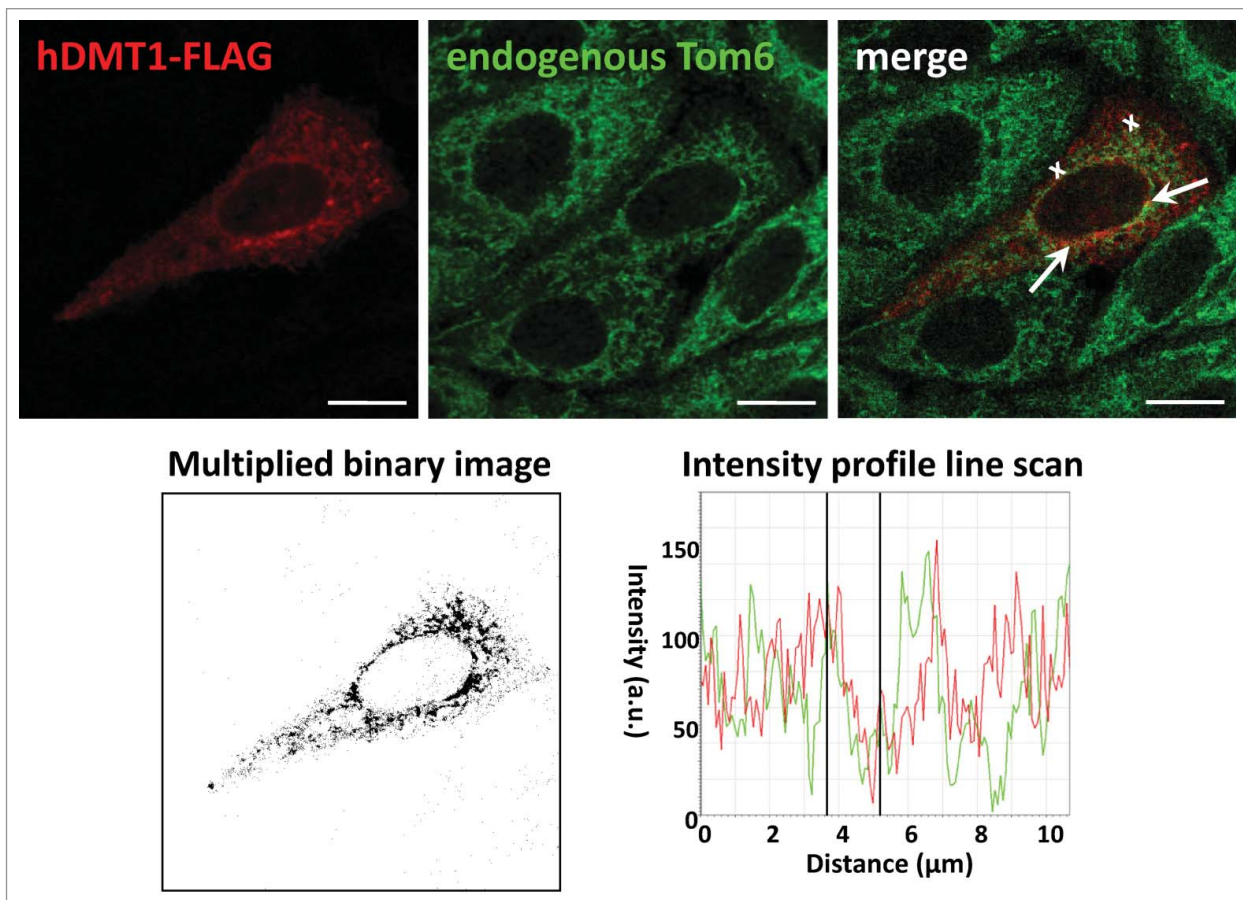 hDMT1-FLAG
endogenous Tom6
merge
x
x
Multiplied binary image
Intensity profile line scan
Intensity (a.u.)
150
100
50
0
0 2 4 6 8 10
Distance (µm)